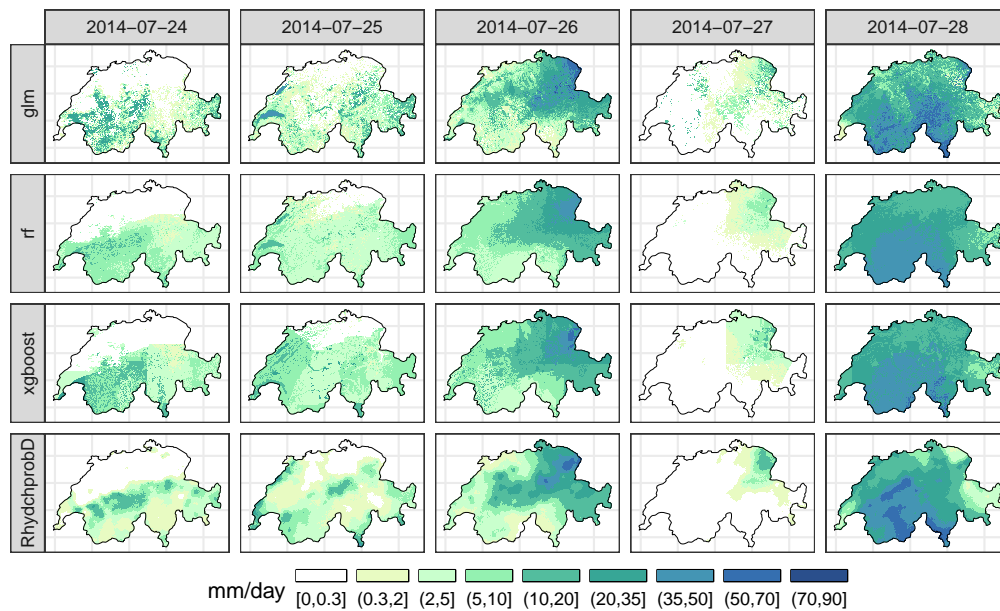 2014−07−24 2014−07−25 2014−07−26 2014−07−27 2014−07−28
glm
rf
xgboost
RhydchprobD
mm/day [0,0.3] (0.3,2] (2,5] (5,10] (10,20] (20,35] (35,50] (50,70] (70,90]